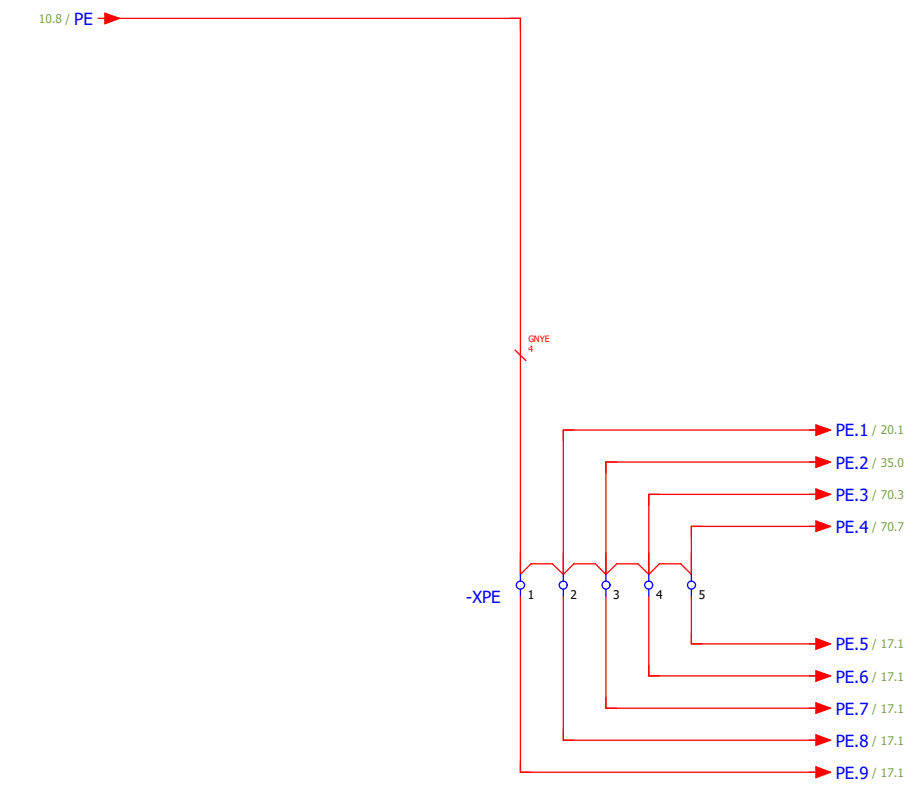 10.8 / PE
GNYE
4
PE.1 / 20.1
PE.2 / 35.0
PE.3 / 70.3
PE.4 / 70.7
-XPE 1 2 3 4 5
PE.5 / 17.1
PE.6 / 17.1
PE.7 / 17.1
PE.8 / 17.1
PE.9 / 17.1